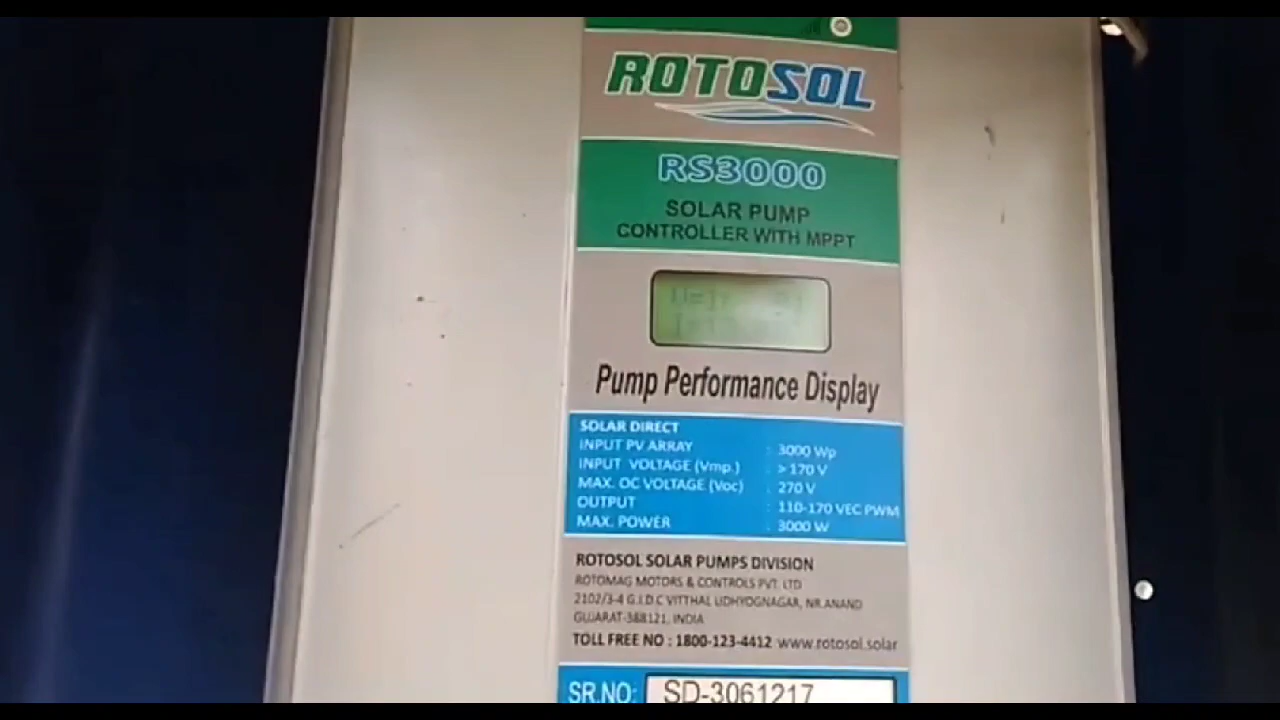 ROTOSOL
RS3000
SOLAR PUMP
CONTROLLER WITH MPPT
Pump Performance Display
SOLAR DIRECT
INPUT PV ARRAY : 3000 Wp
INPUT VOLTAGE (Vmp.) : > 170 V
MAX. OC VOLTAGE (Voc) : 270 V
OUTPUT : 110-170 VEC PWM
MAX. POWER : 3000 W
ROTOSOL SOLAR PUMPS DIVISION
ROTOMAG MOTORS & CONTROLS PVT. LTD
2102/3-4 G.I.D.C VITTHAL UDHYOGNAGAR, NR.ANAND
GUJARAT-388121, INDIA
TOLL FREE NO : 1800-123-4412 www.rotosol.solar
SR.NO: SD-3061217